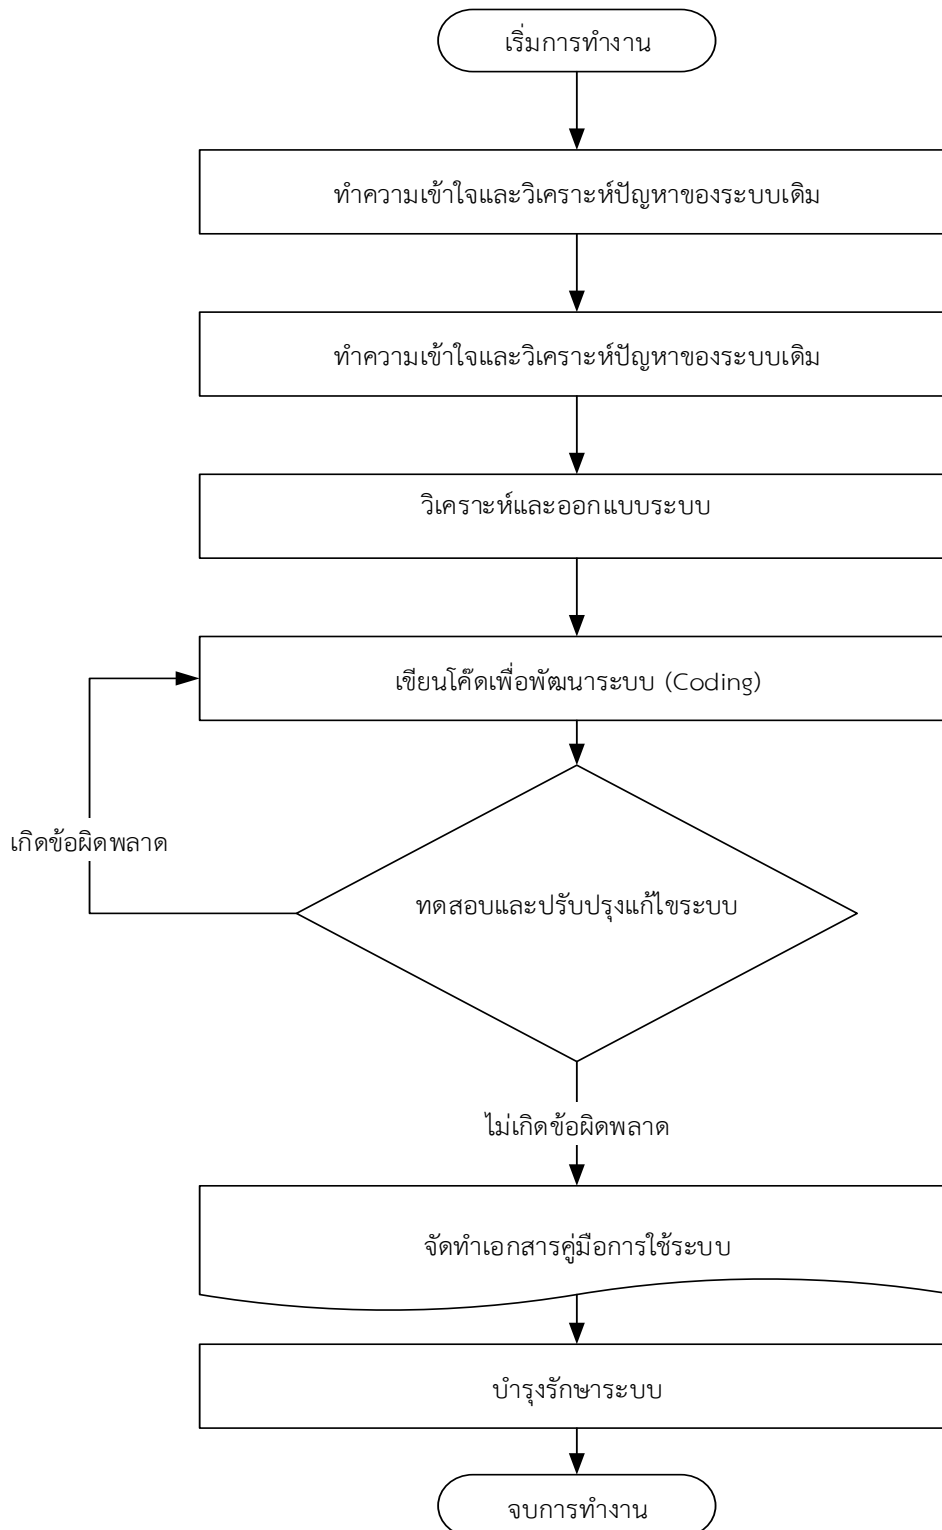 เริ่มการทำงาน
ทำความเข้าใจและวิเคราะห์ปัญหาของระบบเดิม
ทำความเข้าใจและวิเคราะห์ปัญหาของระบบเดิม
วิเคราะห์และออกแบบระบบ
เขียนโค๊ดเพื่อพัฒนาระบบ (Coding)
เกิดข้อผิดพลาด
ทดสอบและปรับปรุงแก้ไขระบบ
ไม่เกิดข้อผิดพลาด
จัดทำเอกสารคู่มือการใช้ระบบ
บำรุงรักษาระบบ
จบการทำงาน